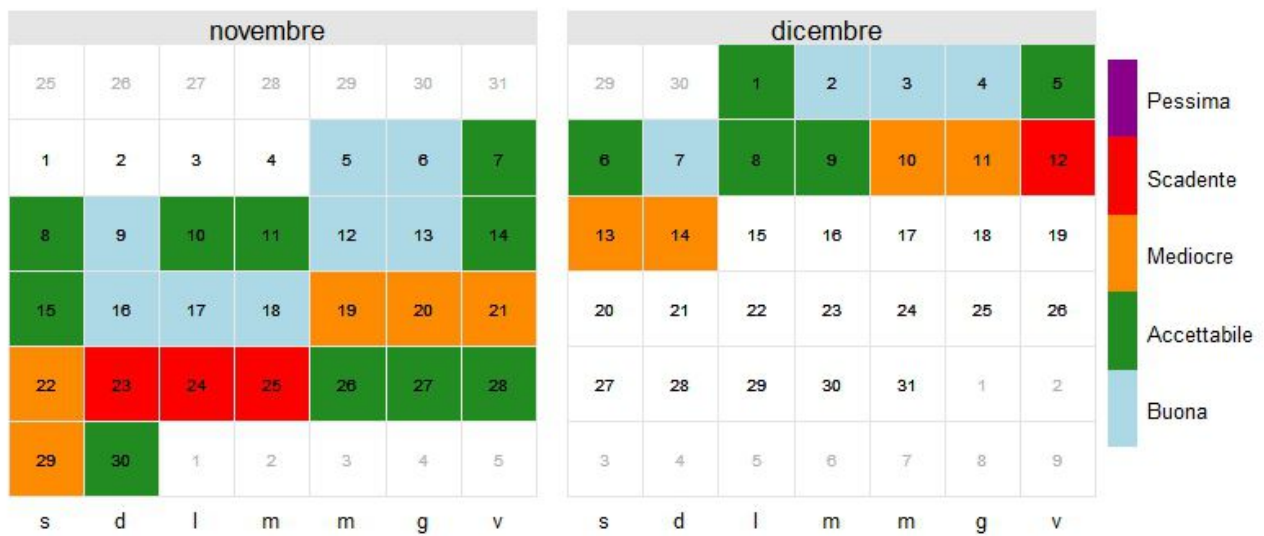 novembre
25 26 27 28 29 30 31
1 2 3 4 5 6 7
8 9 10 11 12 13 14
15 16 17 18 19 20 21
22 23 24 25 26 27 28
29 30 1 2 3 4 5
s d l m m g v
dicembre
29 30 1 2 3 4 5
6 7 8 9 10 11 12
13 14 15 16 17 18 19
20 21 22 23 24 25 26
27 28 29 30 31 1 2
3 4 5 6 7 8 9
s d l m m g v
Pessima
Scadente
Mediocre
Accettabile
Buona